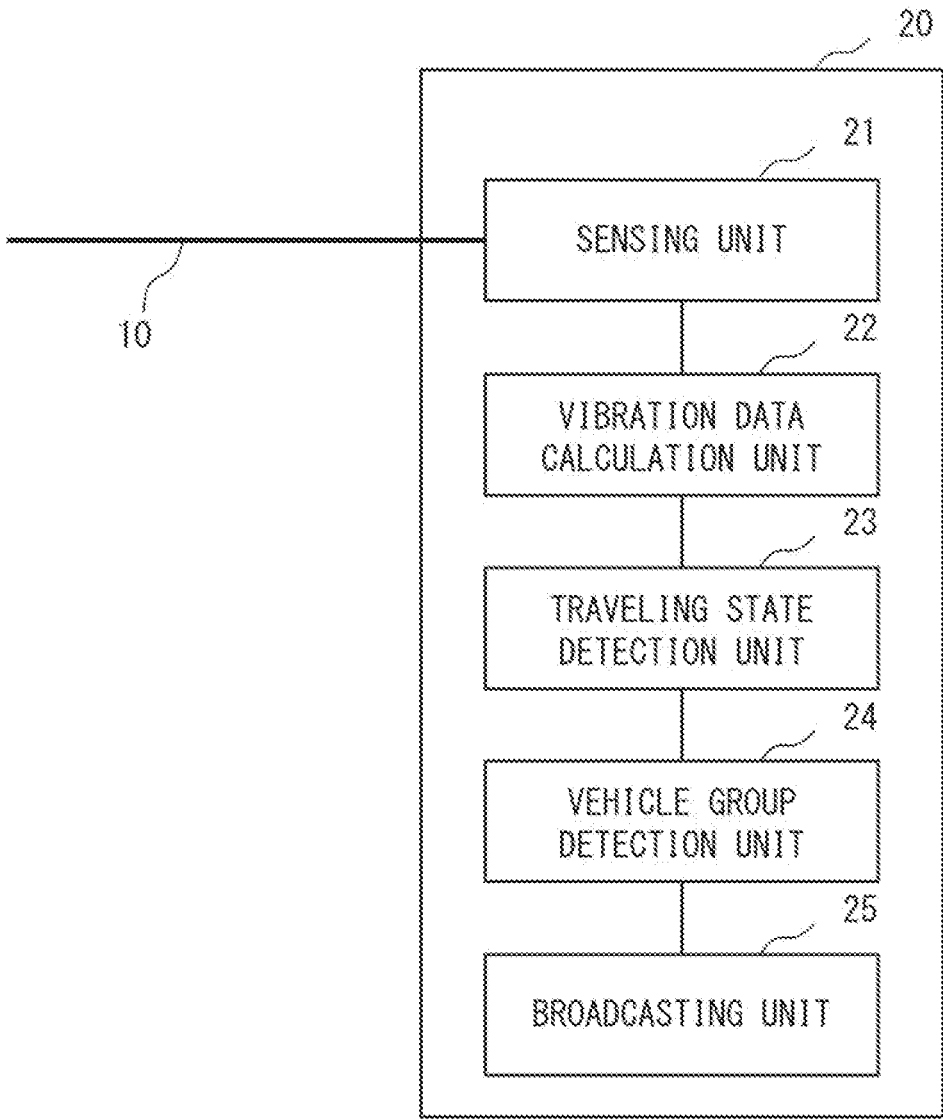 20
21
SENSING UNIT
10
22
VIBRATION DATA
CALCULATION UNIT
23
TRAVELING STATE
DETECTION UNIT
24
VEHICLE GROUP
DETECTION UNIT
25
BROADCASTING UNIT